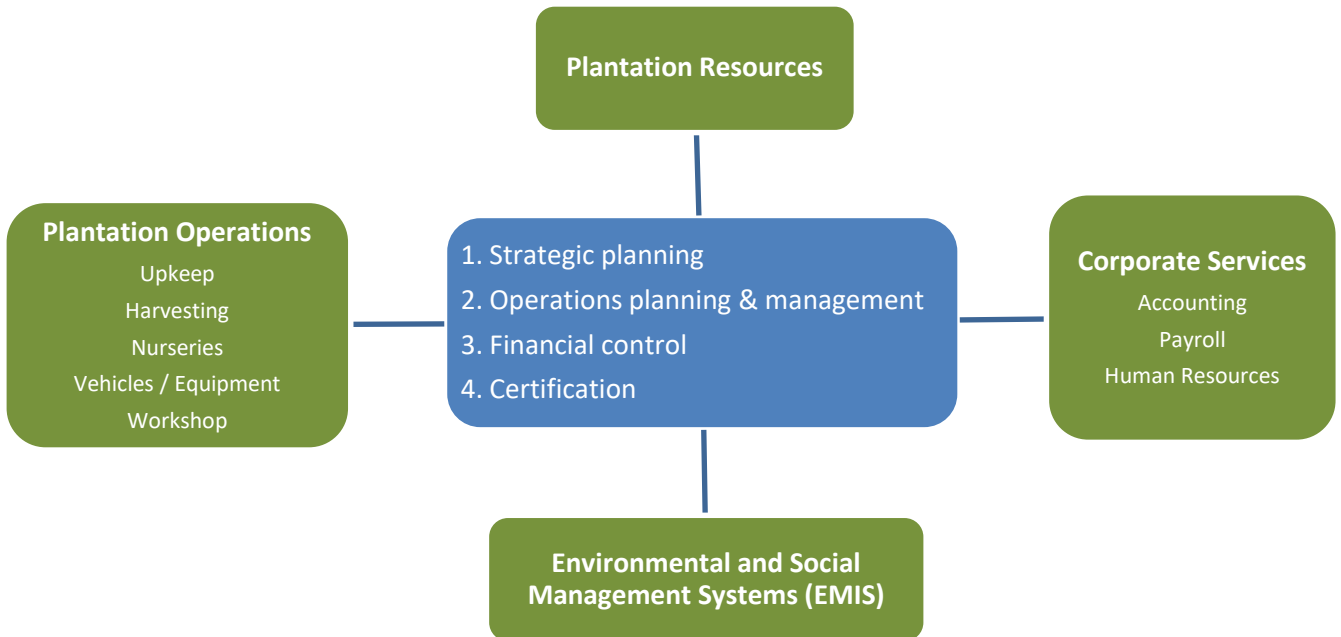 Plantation Resources
Plantation Operations
Upkeep
Harvesting
Nurseries
Vehicles / Equipment
Workshop
1. Strategic planning
2. Operations planning & management
3. Financial control
4. Certification
Corporate Services
Accounting
Payroll
Human Resources
Environmental and Social
Management Systems (EMIS)